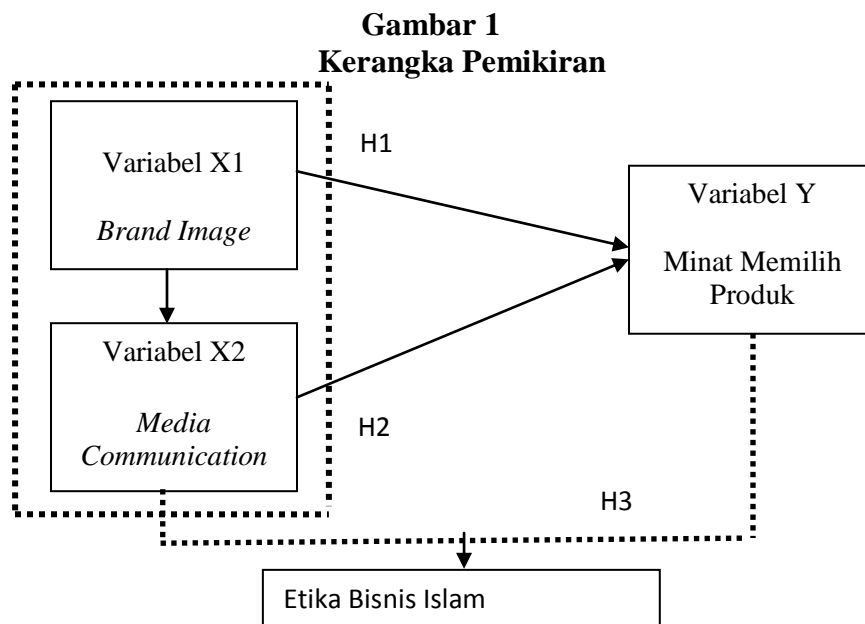 Gambar 1
Kerangka Pemikiran
Variabel X1
Brand Image
H1
Variabel Y
Minat Memilih
Produk
Variabel X2
Media
Communication
H2
H3
Etika Bisnis Islam